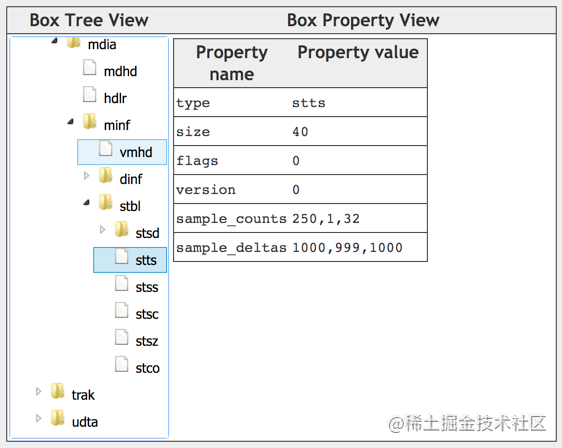 Box Tree View
Box Property View
mdia
mdhd
hdlr
minf
vmhd
dinf
stbl
stsd
stts
stss
stsc
stsz
stco
trak
udta
Property name Property value
type stts
size 40
flags 0
version 0
sample_counts 250,1,32
sample_deltas 1000,999,1000
@稀土掘金技术社区